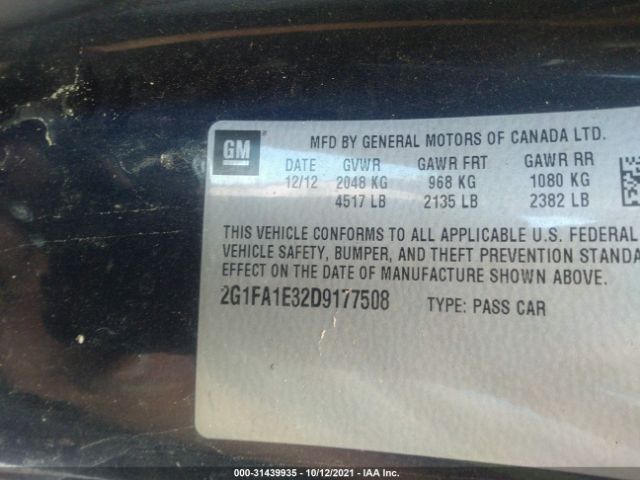 GM
MFD BY GENERAL MOTORS OF CANADA LTD.
DATE GVWR GAWR FRT GAWR RR
12/12 2048 KG 968 KG 1080 KG
4517 LB 2135 LB 2382 LB
THIS VEHICLE CONFORMS TO ALL APPLICABLE U.S. FEDERAL
VEHICLE SAFETY, BUMPER, AND THEFT PREVENTION STANDA
EFFECT ON THE DATE OF MANUFACTURE SHOWN ABOVE.
2G1FA1E32D9177508 TYPE: PASS CAR
000-31439935 - 10/12/2021 - IAA Inc.